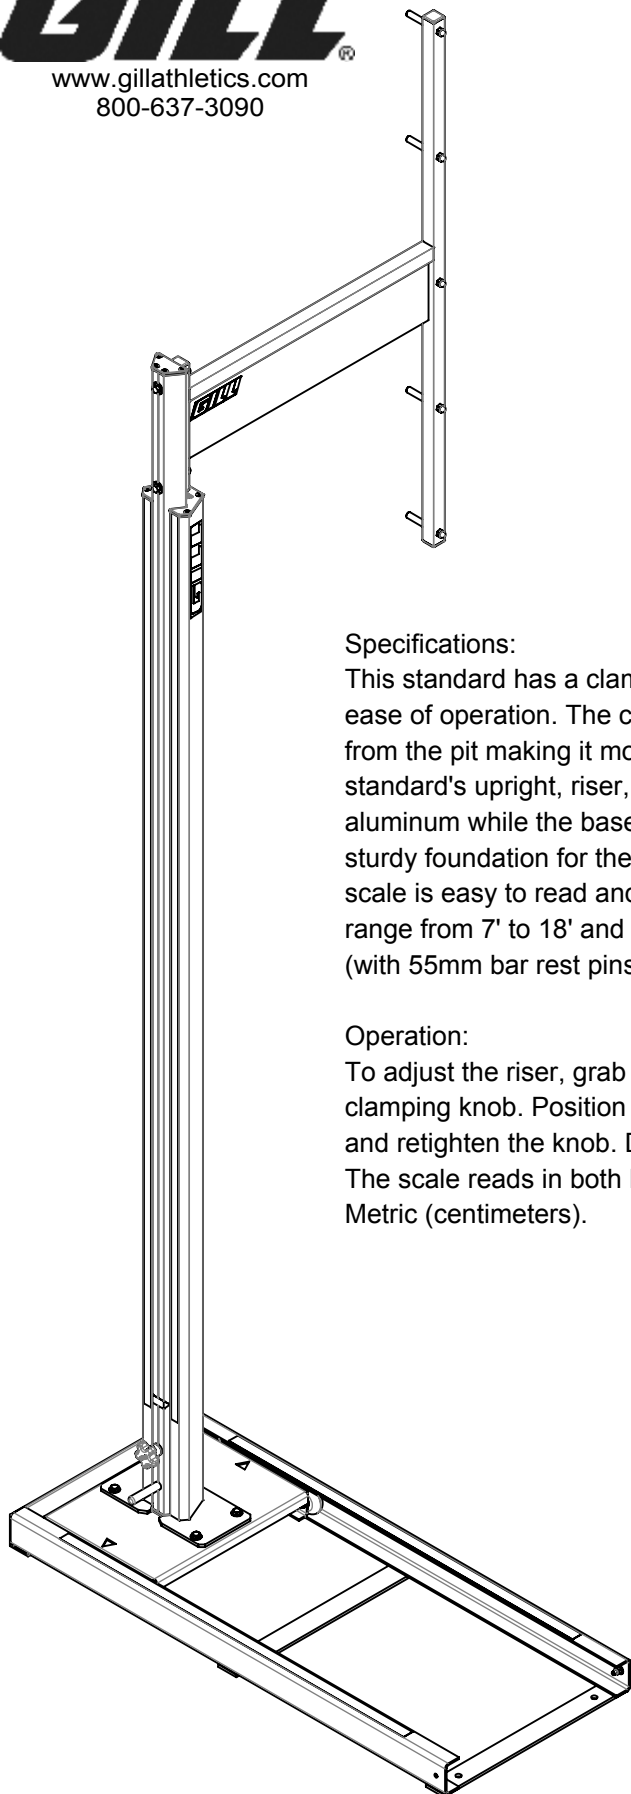 GILL®
www.gillathletics.com
800-637-3090
GILL
Specifications:
This standard has a clam
ease of operation. The c
from the pit making it mo
standard's upright, riser,
aluminum while the base
sturdy foundation for the
scale is easy to read and
range from 7' to 18' and
(with 55mm bar rest pins
Operation:
To adjust the riser, grab
clamping knob. Position
and retighten the knob. D
The scale reads in both
Metric (centimeters).